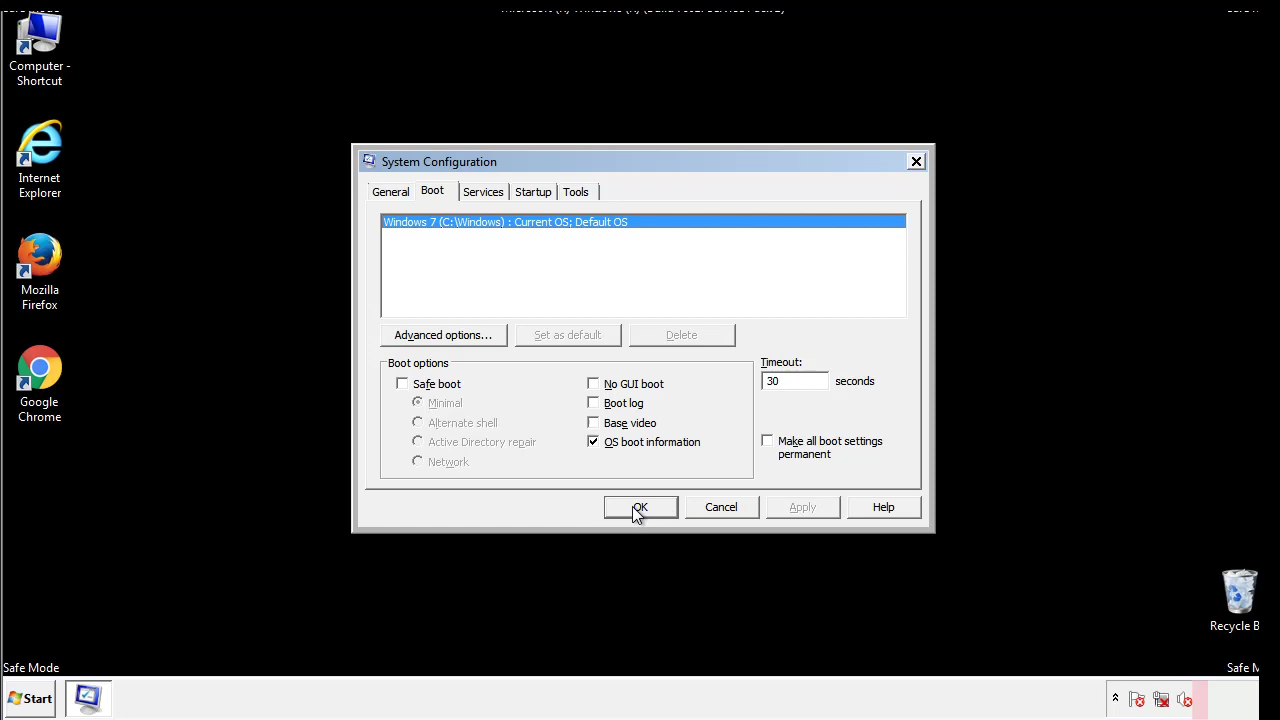 Computer -
Shortcut
Internet
Explorer
Mozilla
Firefox
Google
Chrome
System Configuration
General
Boot
Services
Startup
Tools
Windows 7 (C:\Windows) : Current OS; Default OS
Advanced options...
Set as default
Delete
Boot options
Safe boot
Minimal
Alternate shell
Active Directory repair
Network
No GUI boot
Boot log
Base video
OS boot information
Timeout:
30 seconds
Make all boot settings
permanent
OK
Cancel
Apply
Help
Recycle B
Safe Mode
Safe M
Start